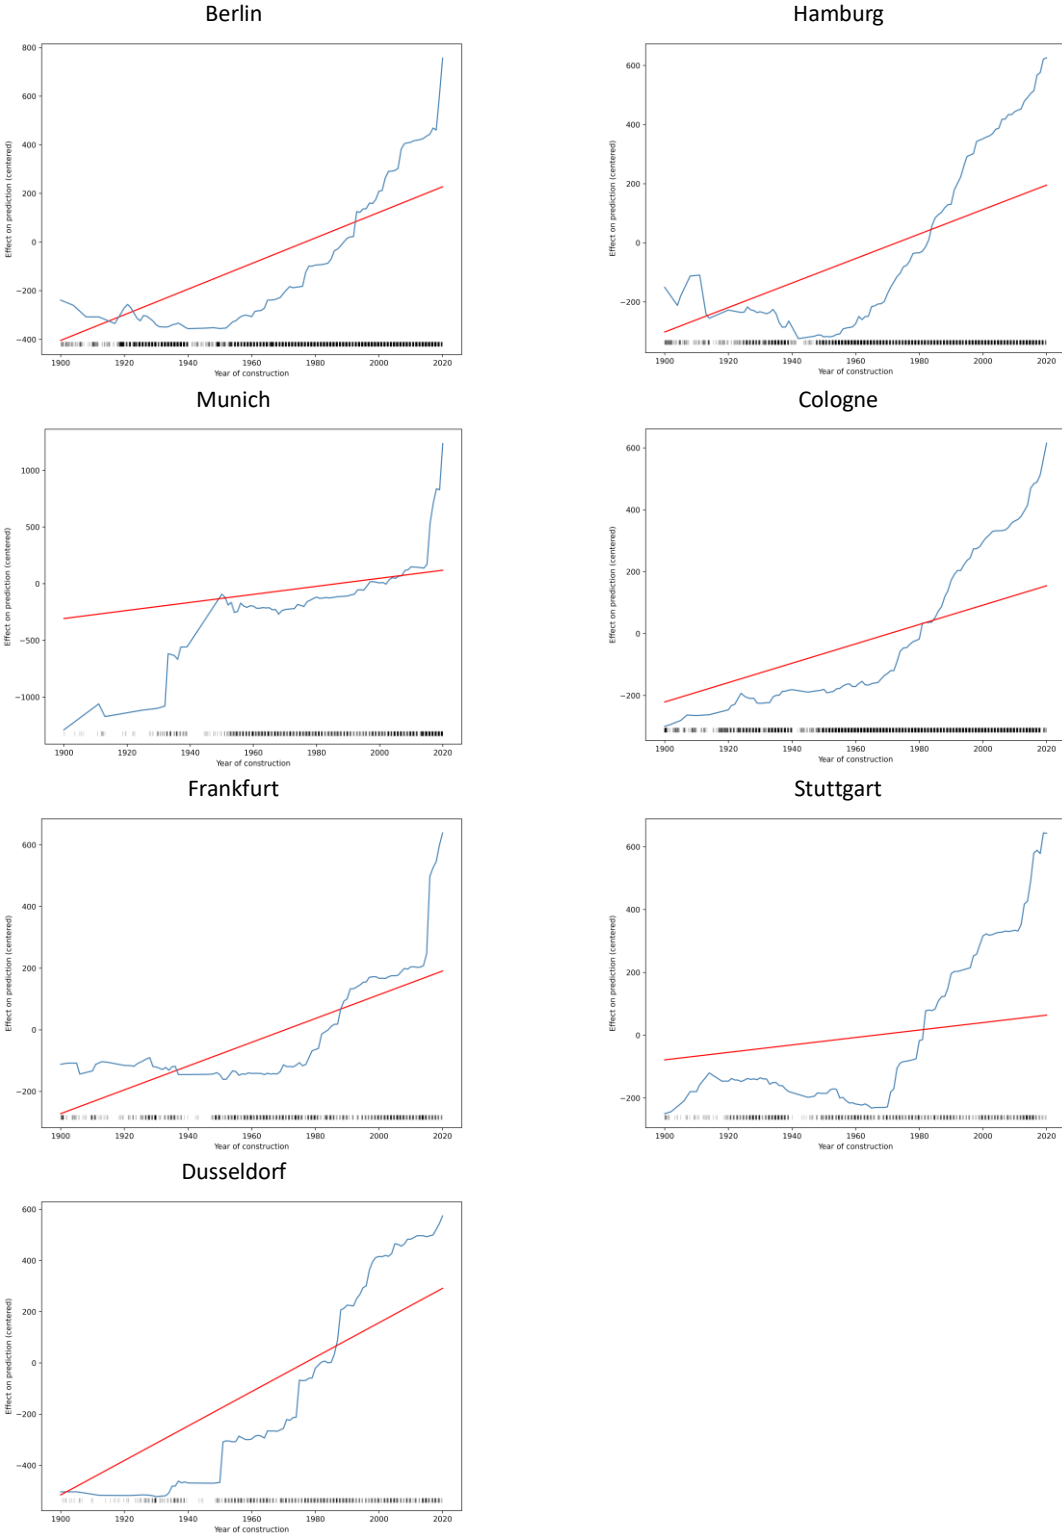 Berlin
800
600
400
200
0
−200
−400
Effect on prediction (centered)
1900 1920 1940 1960 1980 2000 2020
Year of construction
Hamburg
600
400
200
0
−200
Effect on prediction (centered)
1900 1920 1940 1960 1980 2000 2020
Year of construction
Munich
1000
500
0
−500
−1000
Effect on prediction (centered)
1900 1920 1940 1960 1980 2000 2020
Year of construction
Cologne
600
400
200
0
−200
Effect on prediction (centered)
1900 1920 1940 1960 1980 2000 2020
Year of construction
Frankfurt
600
400
200
0
−200
Effect on prediction (centered)
1900 1920 1940 1960 1980 2000 2020
Year of construction
Stuttgart
600
400
200
0
−200
Effect on prediction (centered)
1900 1920 1940 1960 1980 2000 2020
Year of construction
Dusseldorf
600
400
200
0
−200
−400
Effect on prediction (centered)
1900 1920 1940 1960 1980 2000 2020
Year of construction